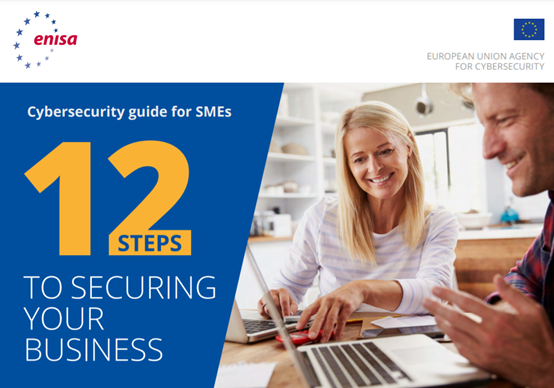 enisa
EUROPEAN UNION AGENCY
FOR CYBERSECURITY
Cybersecurity guide for SMEs
12
STEPS
TO SECURING
YOUR
BUSINESS